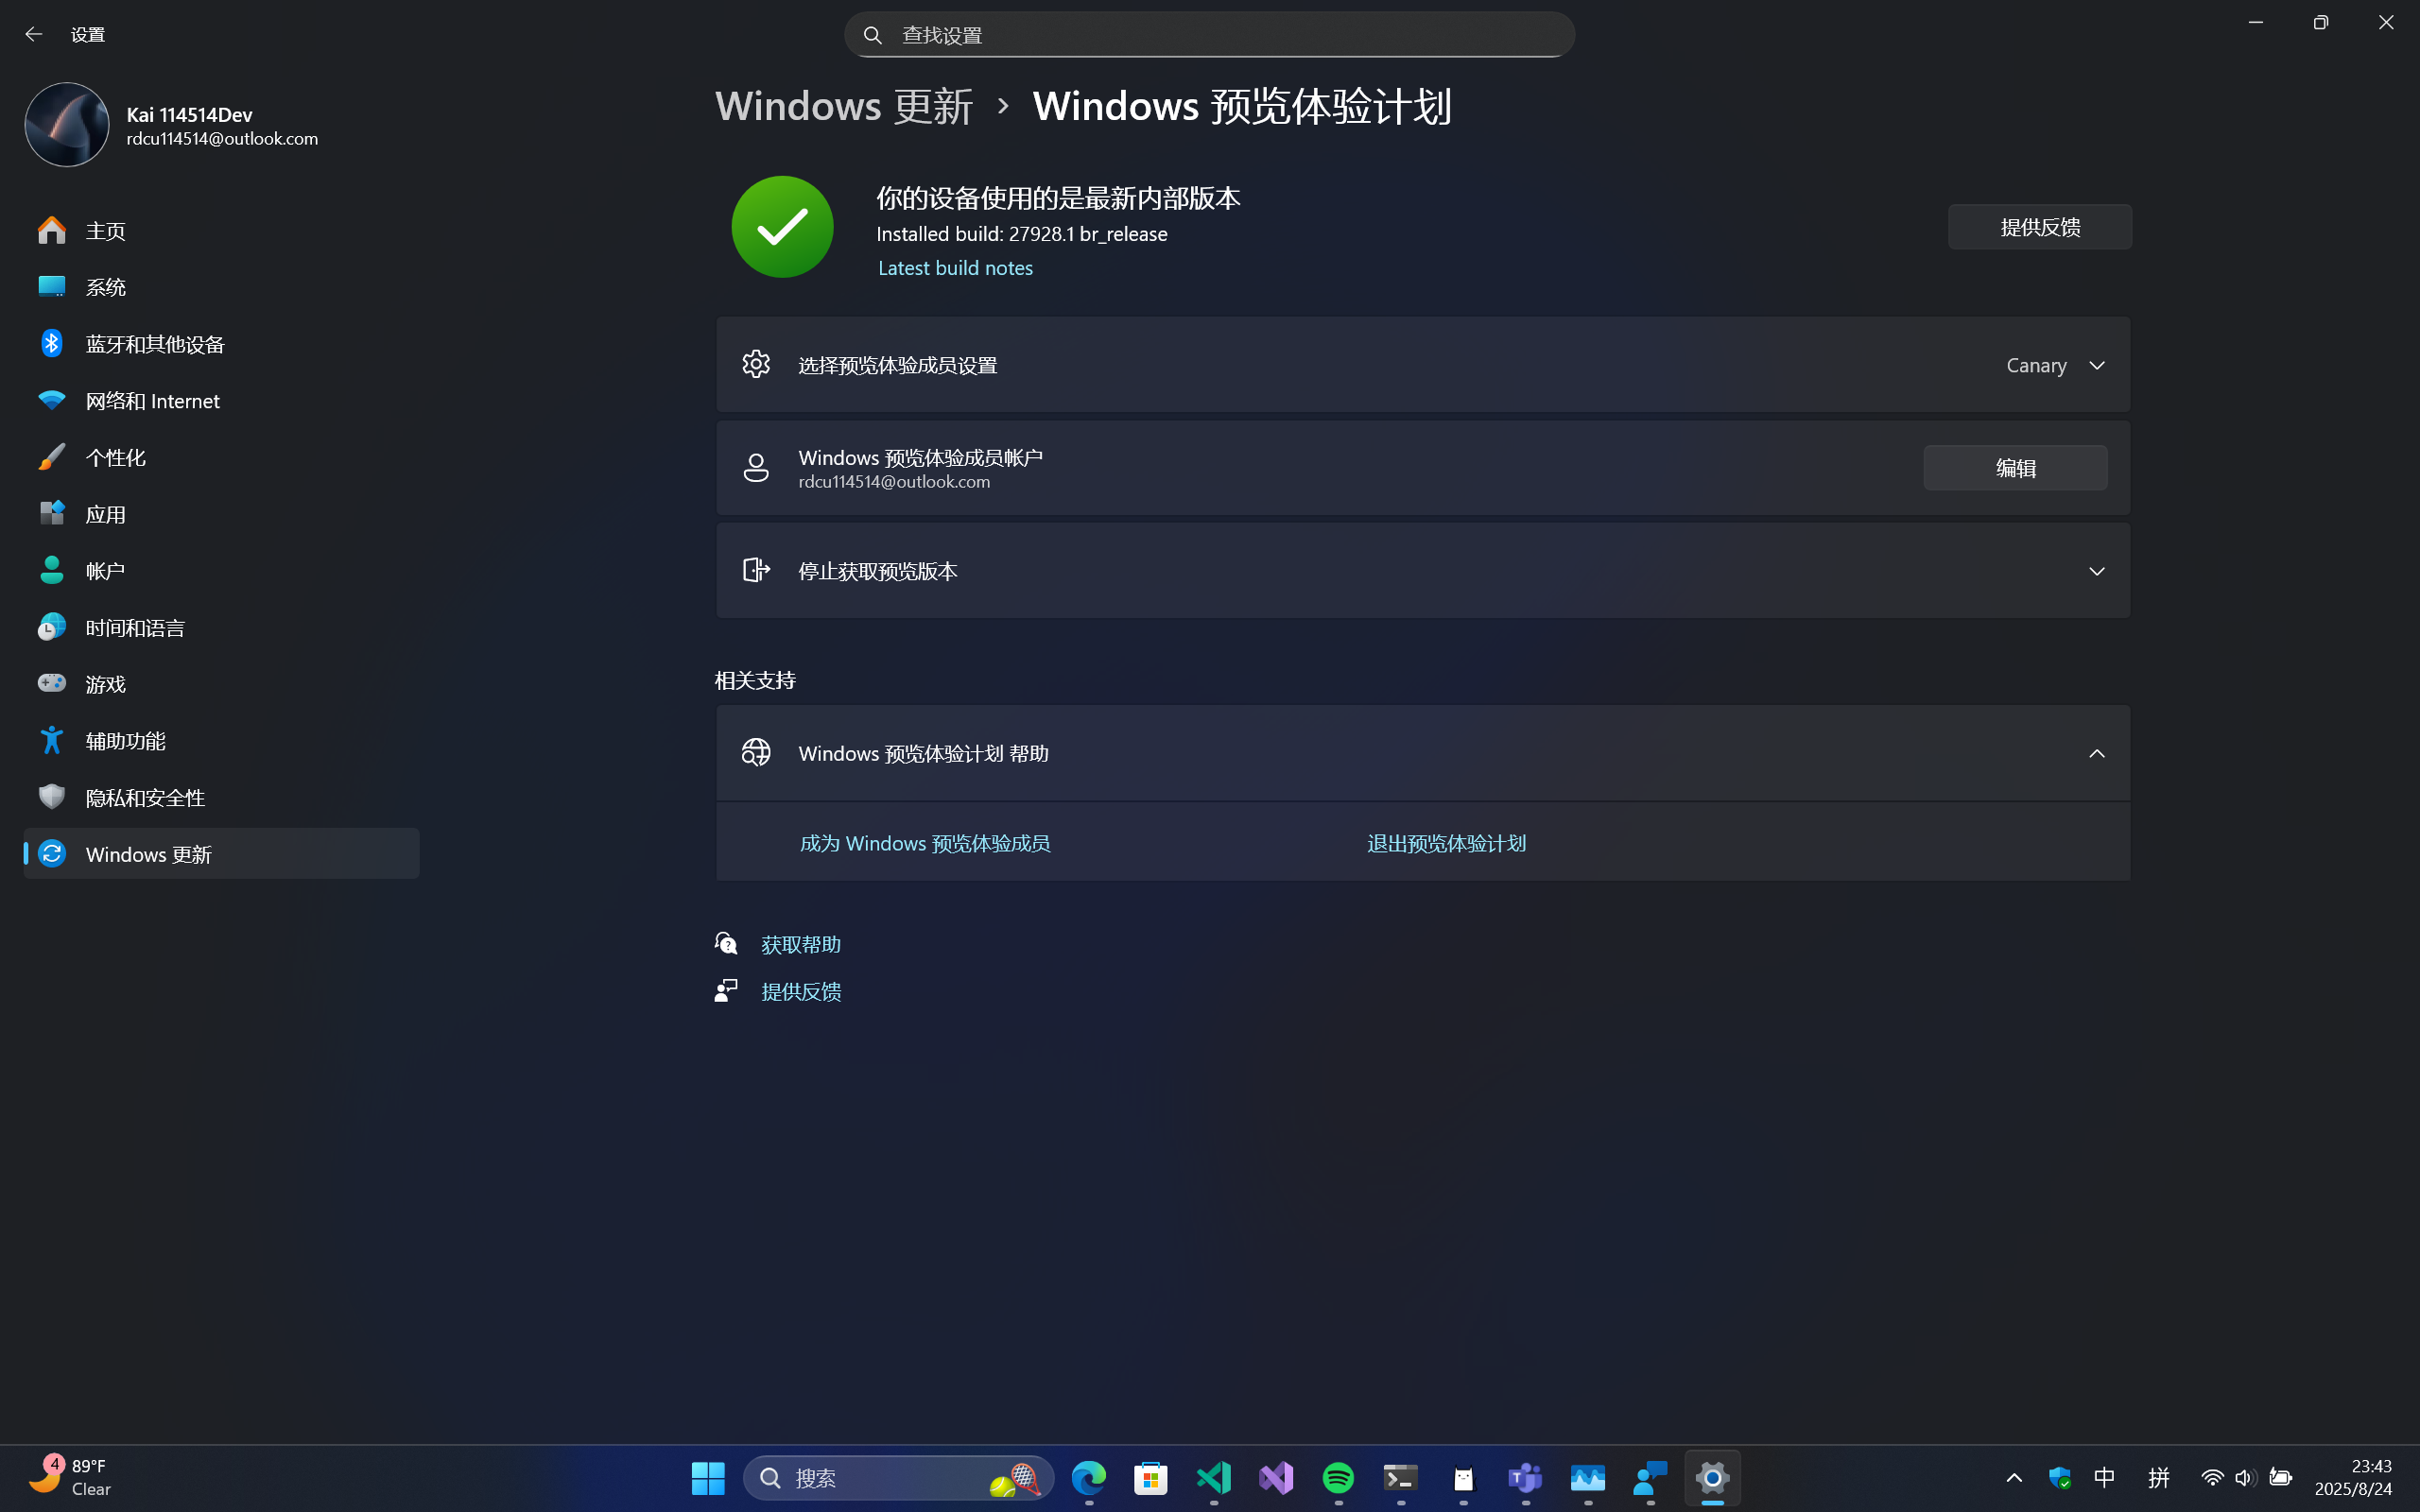 设置
查找设置
Kai 114514Dev
rdcu114514@outlook.com
主页
系统
蓝牙和其他设备
网络和 Internet
个性化
应用
帐户
时间和语言
游戏
辅助功能
隐私和安全性
Windows 更新
Windows 更新 › Windows 预览体验计划
你的设备使用的是最新内部版本
Installed build: 27928.1 br_release
Latest build notes
提供反馈
选择预览体验成员设置
Canary
Windows 预览体验成员帐户
rdcu114514@outlook.com
编辑
停止获取预览版本
相关支持
Windows 预览体验计划 帮助
成为 Windows 预览体验成员
退出预览体验计划
获取帮助
提供反馈
4
89°F
Clear
搜索
中
拼
23:43
2025/8/24